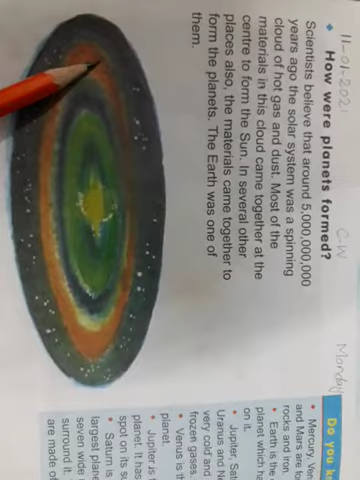 11-01-2021
C-W
Monday
How were planets formed?
Scientists believe that around 5,000,000,000
years ago the solar system was a spinning
cloud of hot gas and dust. Most of the
materials in this cloud came together at the
centre to form the Sun. In several other
places also, the materials came together to
form the planets. The Earth was one of
them.
Do you k
• Mercury, Ven
and Mars are fo
rocks and iron.
• Earth is the
planet which ha
on it.
• Jupiter, Sat
Uranus and Ne
very cold and
frozen gases.
• Venus is th
planet.
• Jupiter is
planet. It has
spot on its su
• Saturn is
largest plane
seven wide
surround it.
are made o